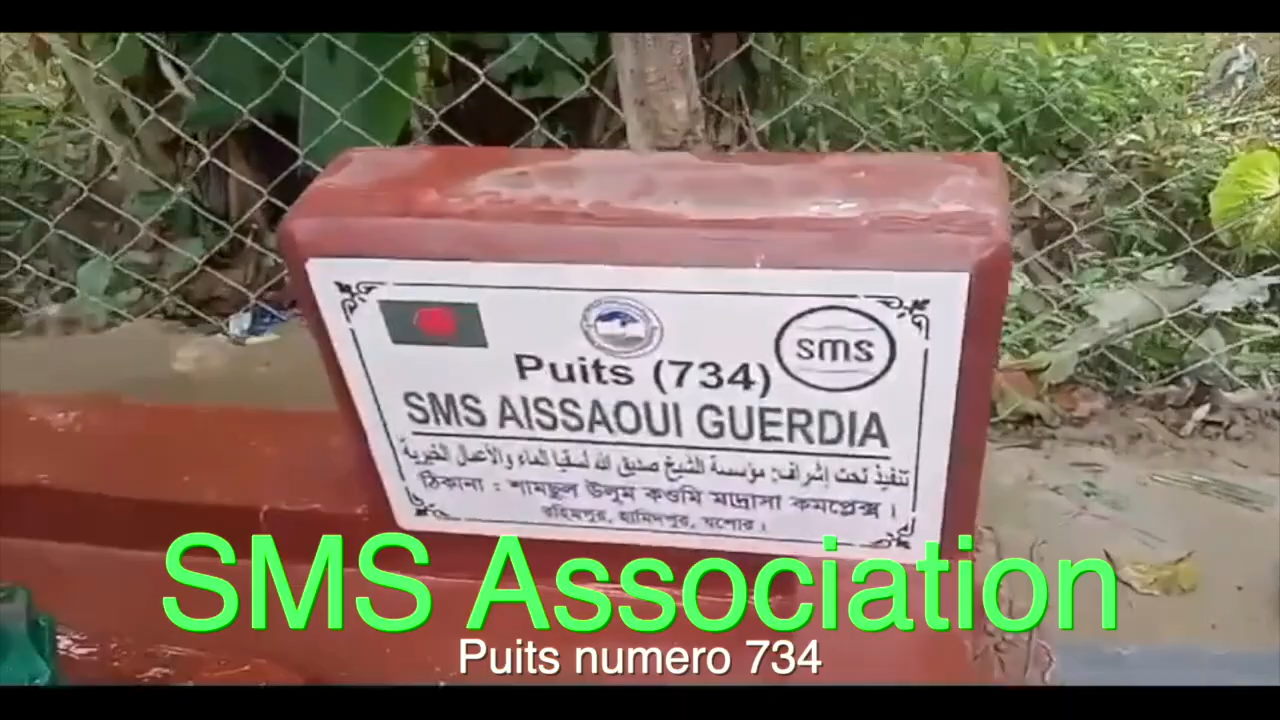 sms
Puits (734)
SMS AISSAOUI GUERDIA
تنفيذ تحت إشراف: مؤسسة الشيخ صديق الله لسقيا الماء والأعمال الخيرية
ঠিকানা : শামছুল উলুম কওমি মাদ্রাসা কমপ্লেক্স।
রহিমপুর, হামিদপুর, যশোর।
SMS Association
Puits numero 734